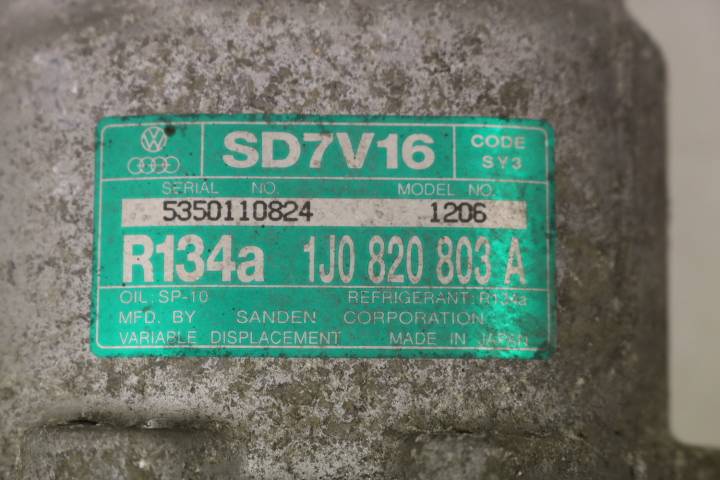 SD7V16
CODE
SY3
SERIAL NO. MODEL NO.
5350110824 1206
R134a 1J0 820 803 A
OIL: SP-10 REFRIGERANT: R134a
MFD. BY SANDEN CORPORATION
VARIABLE DISPLACEMENT MADE IN JAPAN